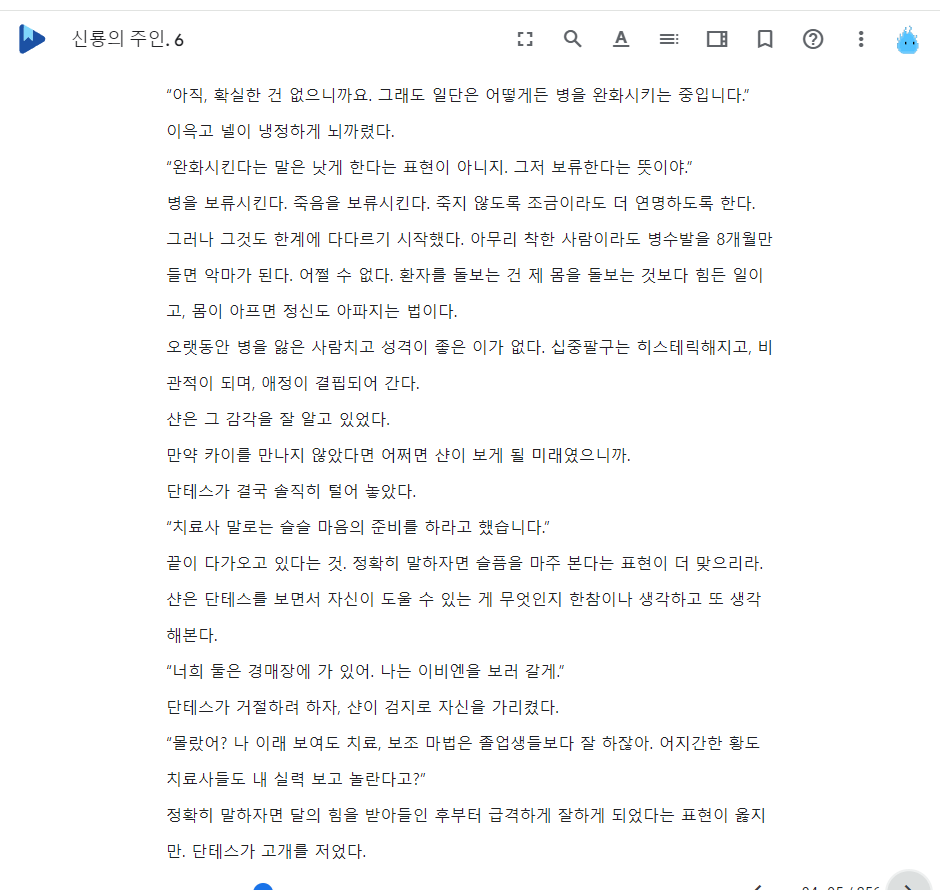 신룡의 주인. 6
“아직, 확실한 건 없으니까요. 그래도 일단은 어떻게든 병을 완화시키는 중입니다.”
이윽고 넬이 냉정하게 뇌까렸다.
“완화시킨다는 말은 낫게 한다는 표현이 아니지. 그저 보류한다는 뜻이야.”
병을 보류시킨다. 죽음을 보류시킨다. 죽지 않도록 조금이라도 더 연명하도록 한다.
그러나 그것도 한계에 다다르기 시작했다. 아무리 착한 사람이라도 병수발을 8개월만
들면 악마가 된다. 어쩔 수 없다. 환자를 돌보는 건 제 몸을 돌보는 것보다 힘든 일이
고, 몸이 아프면 정신도 아파지는 법이다.
오랫동안 병을 앓은 사람치고 성격이 좋은 이가 없다. 십중팔구는 히스테릭해지고, 비
관적이 되며, 애정이 결핍되어 간다.
샨은 그 감각을 잘 알고 있었다.
만약 카이를 만나지 않았다면 어쩌면 샨이 보게 될 미래였으니까.
단테스가 결국 솔직히 털어 놓았다.
“치료사 말로는 슬슬 마음의 준비를 하라고 했습니다.”
끝이 다가오고 있다는 것. 정확히 말하자면 슬픔을 마주 본다는 표현이 더 맞으리라.
샨은 단테스를 보면서 자신이 도울 수 있는 게 무엇인지 한참이나 생각하고 또 생각
해본다.
“너희 둘은 경매장에 가 있어. 나는 이비엔을 보러 갈게.”
단테스가 거절하려 하자, 샨이 검지로 자신을 가리켰다.
“몰랐어? 나 이래 보여도 치료, 보조 마법은 졸업생들보다 잘 하잖아. 어지간한 황도
치료사들도 내 실력 보고 놀란다고?”
정확히 말하자면 달의 힘을 받아들인 후부터 급격하게 잘하게 되었다는 표현이 옳지
만. 단테스가 고개를 저었다.